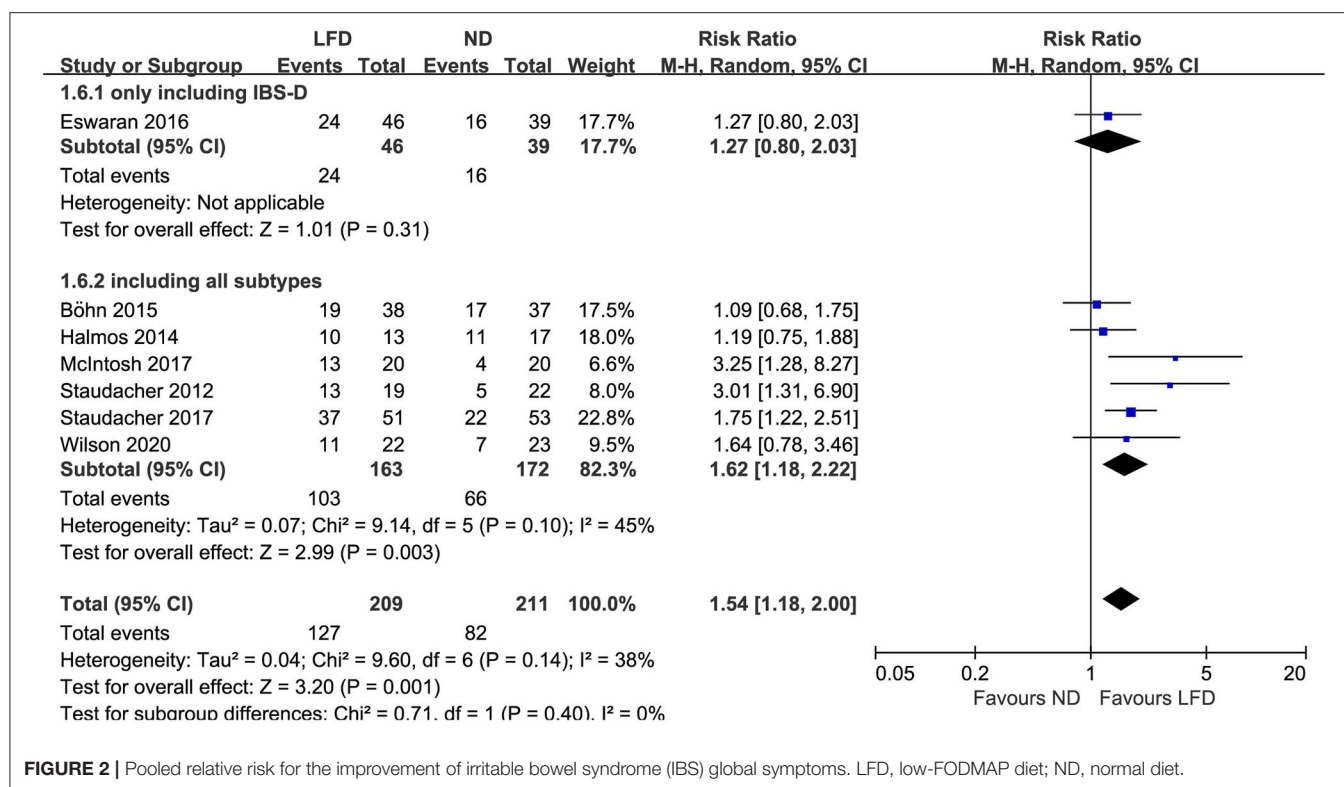 LFD ND Risk Ratio Risk Ratio
Study or Subgroup Events Total Events Total Weight M-H, Random, 95% CI M-H, Random, 95% CI
1.6.1 only including IBS-D
Eswaran 2016 24 46 16 39 17.7% 1.27 [0.80, 2.03]
Subtotal (95% CI) 46 39 17.7% 1.27 [0.80, 2.03]
Total events 24 16
Heterogeneity: Not applicable
Test for overall effect: Z = 1.01 (P = 0.31)
1.6.2 including all subtypes
Böhn 2015 19 38 17 37 17.5% 1.09 [0.68, 1.75]
Halmos 2014 10 13 11 17 18.0% 1.19 [0.75, 1.88]
McIntosh 2017 13 20 4 20 6.6% 3.25 [1.28, 8.27]
Staudacher 2012 13 19 5 22 8.0% 3.01 [1.31, 6.90]
Staudacher 2017 37 51 22 53 22.8% 1.75 [1.22, 2.51]
Wilson 2020 11 22 7 23 9.5% 1.64 [0.78, 3.46]
Subtotal (95% CI) 163 172 82.3% 1.62 [1.18, 2.22]
Total events 103 66
Heterogeneity: Tau² = 0.07; Chi² = 9.14, df = 5 (P = 0.10); I² = 45%
Test for overall effect: Z = 2.99 (P = 0.003)
Total (95% CI) 209 211 100.0% 1.54 [1.18, 2.00]
Total events 127 82
Heterogeneity: Tau² = 0.04; Chi² = 9.60, df = 6 (P = 0.14); I² = 38%
Test for overall effect: Z = 3.20 (P = 0.001)
Test for subgroup differences: Chi² = 0.71, df = 1 (P = 0.40), I² = 0%
0.05 0.2 1 5 20
Favours ND Favours LFD
FIGURE 2 | Pooled relative risk for the improvement of irritable bowel syndrome (IBS) global symptoms. LFD, low-FODMAP diet; ND, normal diet.